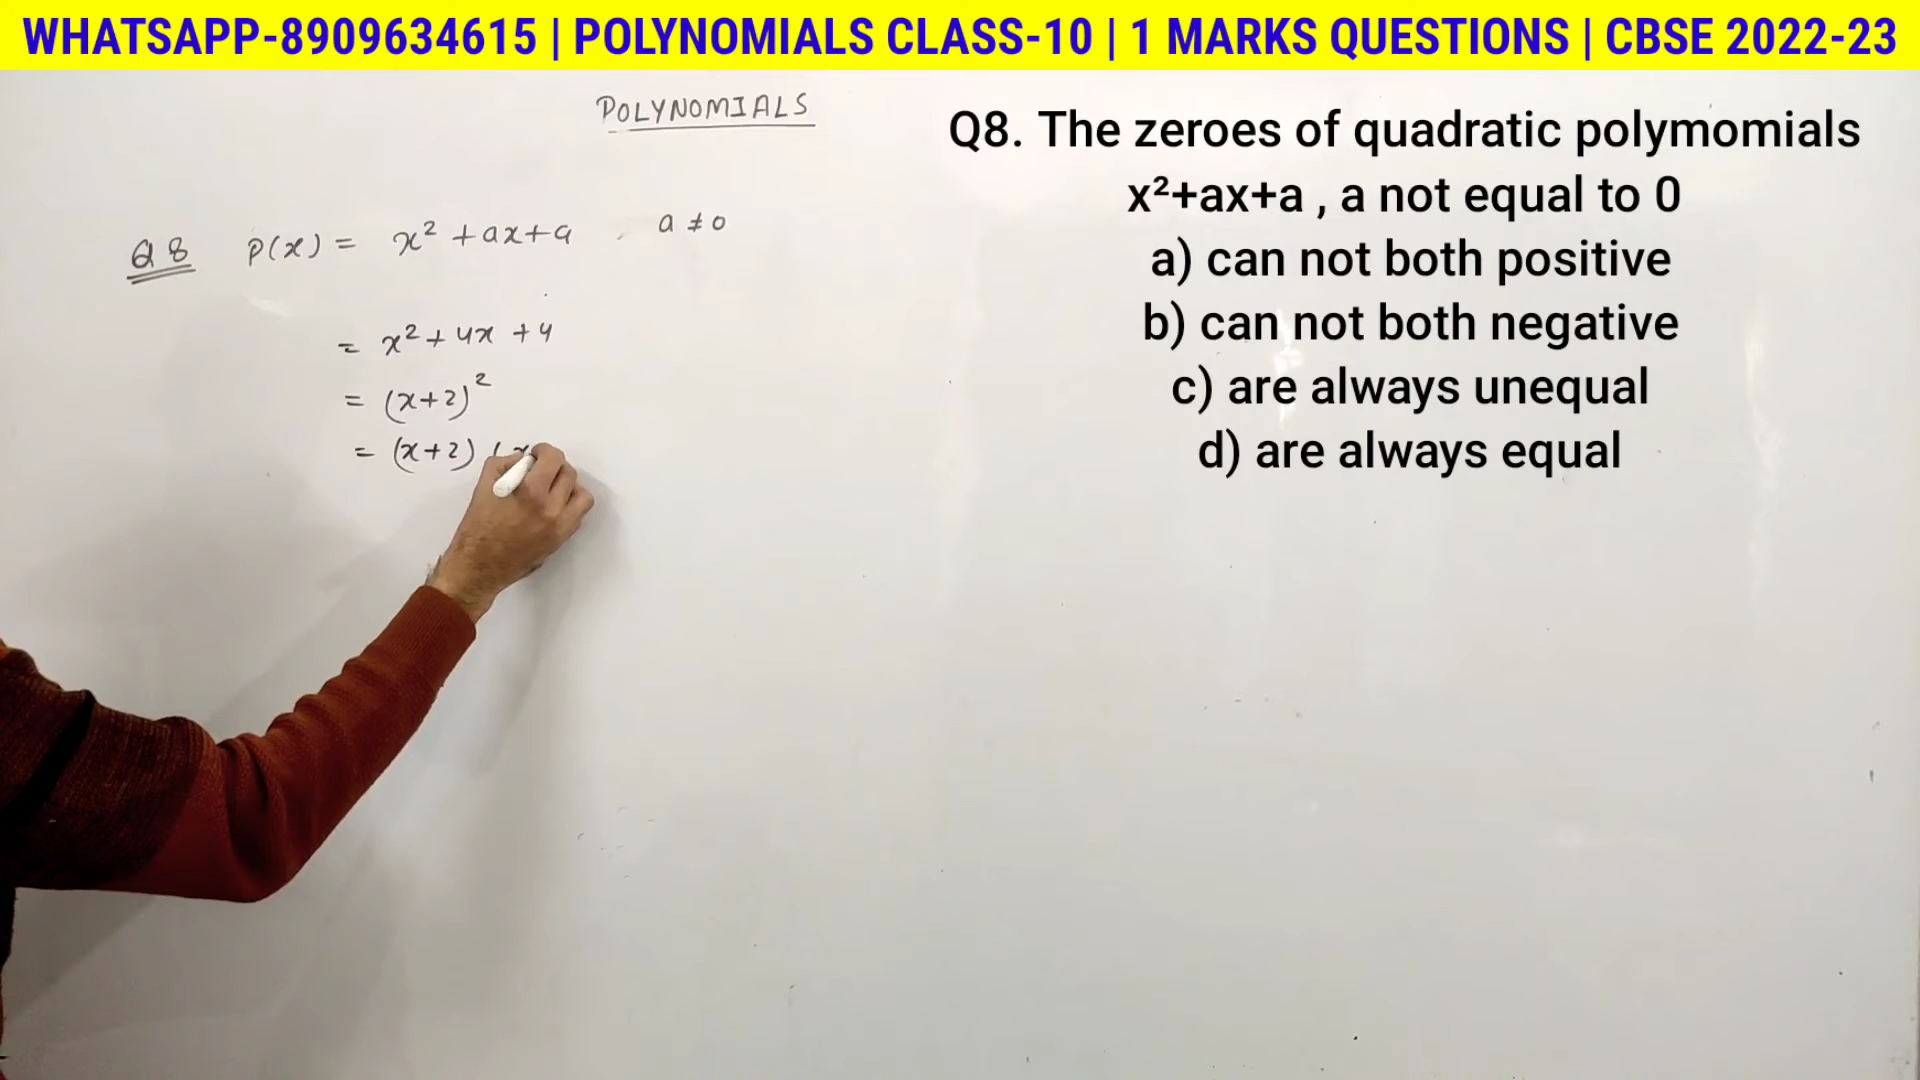 WHATSAPP-8909634615 | POLYNOMIALS CLASS-10 | 1 MARKS QUESTIONS | CBSE 2022-23
POLYNOMIALS
Q8 P(x) = x² + ax + a , a ≠ 0
= x² + 4x + 4
= (x+2)²
= (x+2) (x
Q8. The zeroes of quadratic polymomials
x²+ax+a , a not equal to 0
a) can not both positive
b) can not both negative
c) are always unequal
d) are always equal